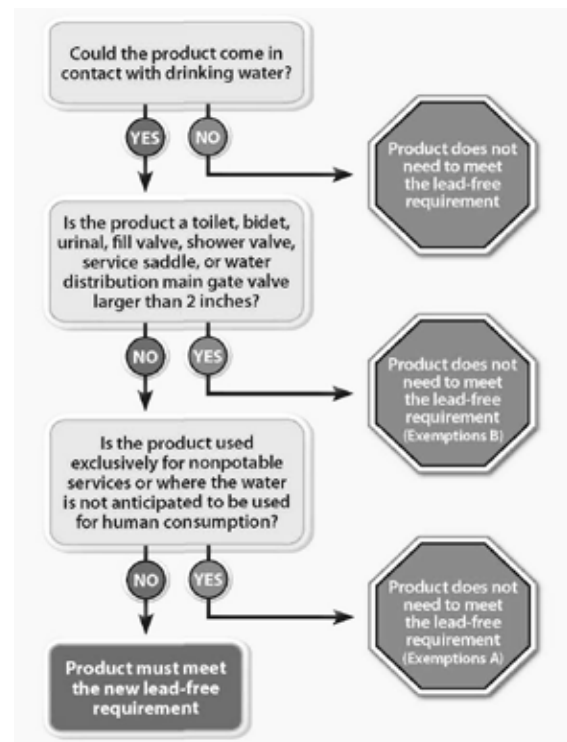 Could the product come in
contact with drinking water?
YES
NO
Product does not
need to meet
the lead-free
requirement
Is the product a toilet, bidet,
urinal, fill valve, shower valve,
service saddle, or water
distribution main gate valve
larger than 2 inches?
NO
YES
Product does not
need to meet
the lead-free
requirement
(Exemptions B)
Is the product used
exclusively for nonpotable
services or where the water
is not anticipated to be used
for human consumption?
NO
YES
Product does not
need to meet
the lead-free
requirement
(Exemptions A)
Product must meet
the new lead-free
requirement